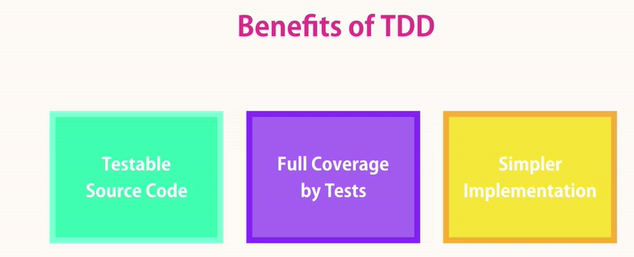 Benefits of TDD
Testable
Source Code
Full Coverage
by Tests
Simpler
Implementation